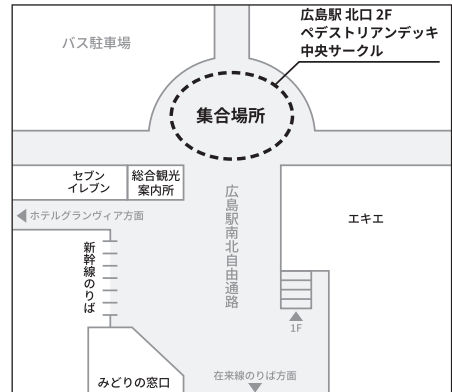 広島駅 北口 2F
ペデストリアンデッキ
中央サークル
バス駐車場
集合場所
セブン
イレブン
総合観光
案内所
広島駅南北自由通路
ホテルグランヴィア方面
エキエ
新幹線のりば
1F
在来線のりば方面
みどりの窓口